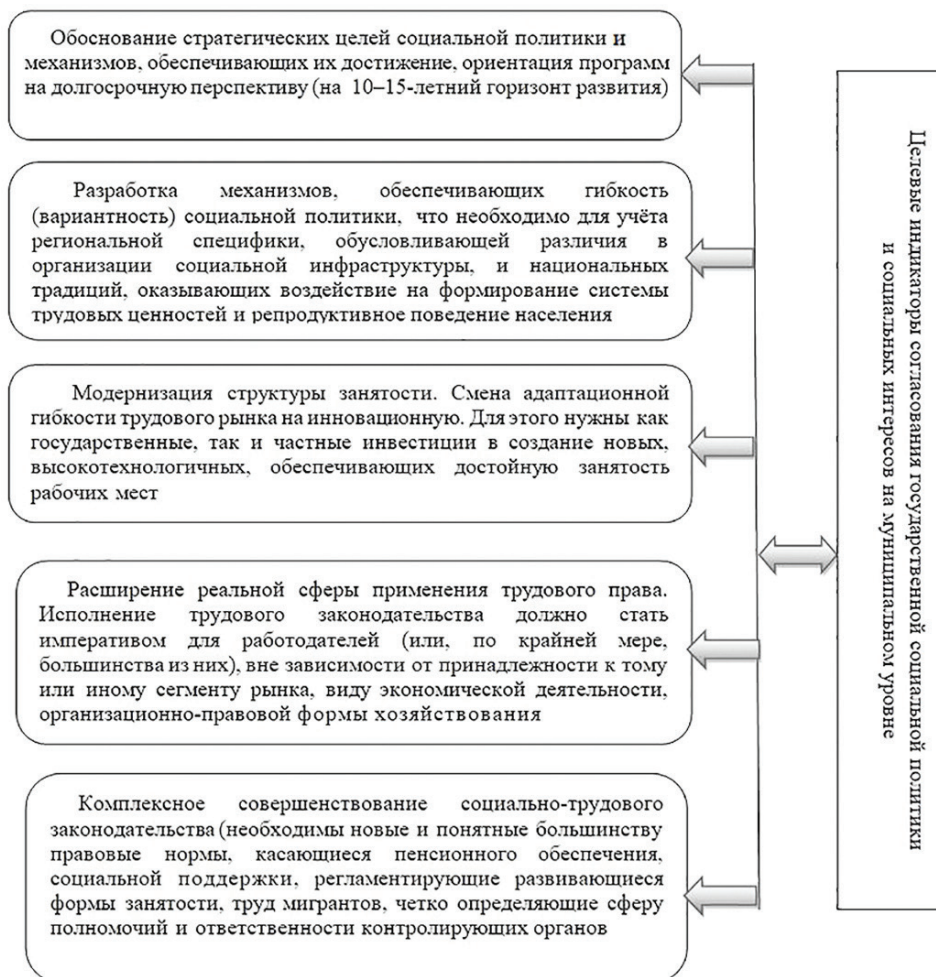 Обоснование стратегических целей социальной политики и
механизмов, обеспечивающих их достижение, ориентация программ
на долгосрочную перспективу (на 10–15-летний горизонт развития)
Разработка механизмов, обеспечивающих гибкость
(вариантность) социальной политики, что необходимо для учёта
региональной специфики, обусловливающей различия в
организации социальной инфраструктуры, и национальных
традиций, оказывающих воздействие на формирование системы
трудовых ценностей и репродуктивное поведение населения
Модернизация структуры занятости. Смена адаптационной
гибкости трудового рынка на инновационную. Для этого нужны как
государственные, так и частные инвестиции в создание новых,
высокотехнологичных, обеспечивающих достойную занятость
рабочих мест
Расширение реальной сферы применения трудового права.
Исполнение трудового законодательства должно стать
императивом для работодателей (или, по крайней мере,
большинства из них), вне зависимости от принадлежности к тому
или иному сегменту рынка, виду экономической деятельности,
организационно-правовой формы хозяйствования
Комплексное совершенствование социально-трудового
законодательства (необходимы новые и понятные большинству
правовые нормы, касающиеся пенсионного обеспечения,
социальной поддержки, регламентирующие развивающиеся
формы занятости, труд мигрантов, четко определяющие сферу
полномочий и ответственности контролирующих органов
Целевые индикаторы согласования государственной социальной политики
и социальных интересов на муниципальном уровне